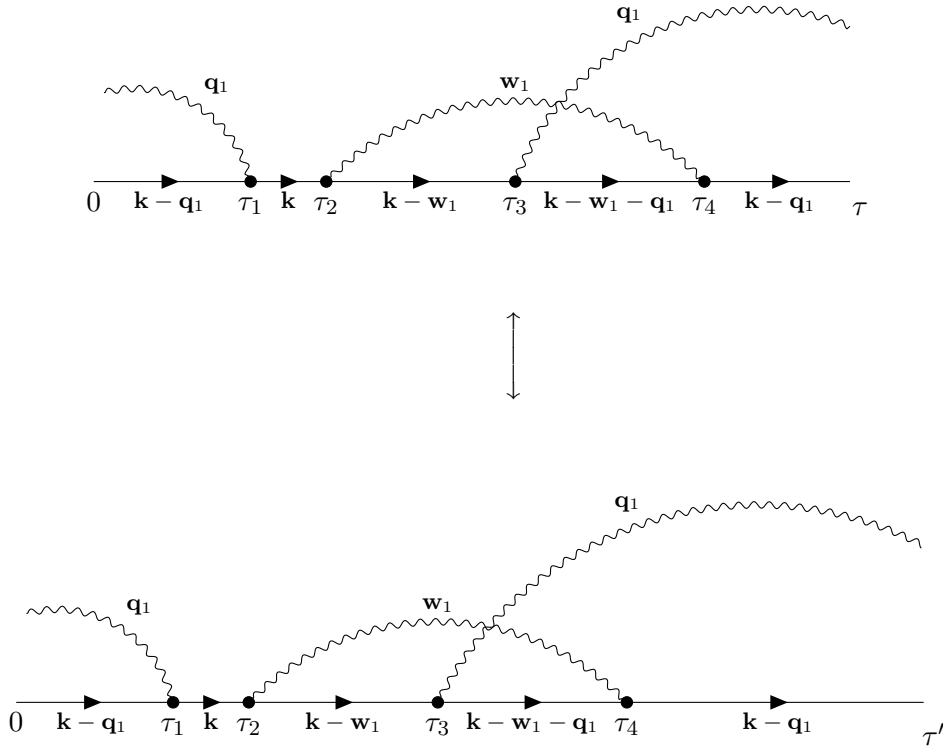 q₁
q₁ w₁
0 k − q₁ τ₁ k τ₂ k − w₁ τ₃ k − w₁ − q₁ τ₄ k − q₁ τ
q₁
q₁ w₁
0 k − q₁ τ₁ k τ₂ k − w₁ τ₃ k − w₁ − q₁ τ₄ k − q₁ τ′